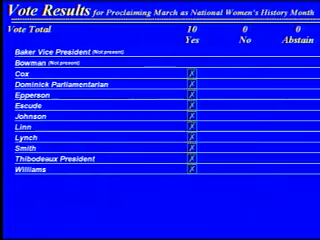 Vote Results for Proclaiming March as National Women's History Month
Vote Total 10 0 0
Yes No Abstain
Baker Vice President (Not present)
Bowman (Not present)
Cox ✗
Dominick Parliamentarian ✗
Epperson ✗
Escude ✗
Johnson ✗
Linn ✗
Lynch ✗
Smith ✗
Thibodeaux President ✗
Williams ✗